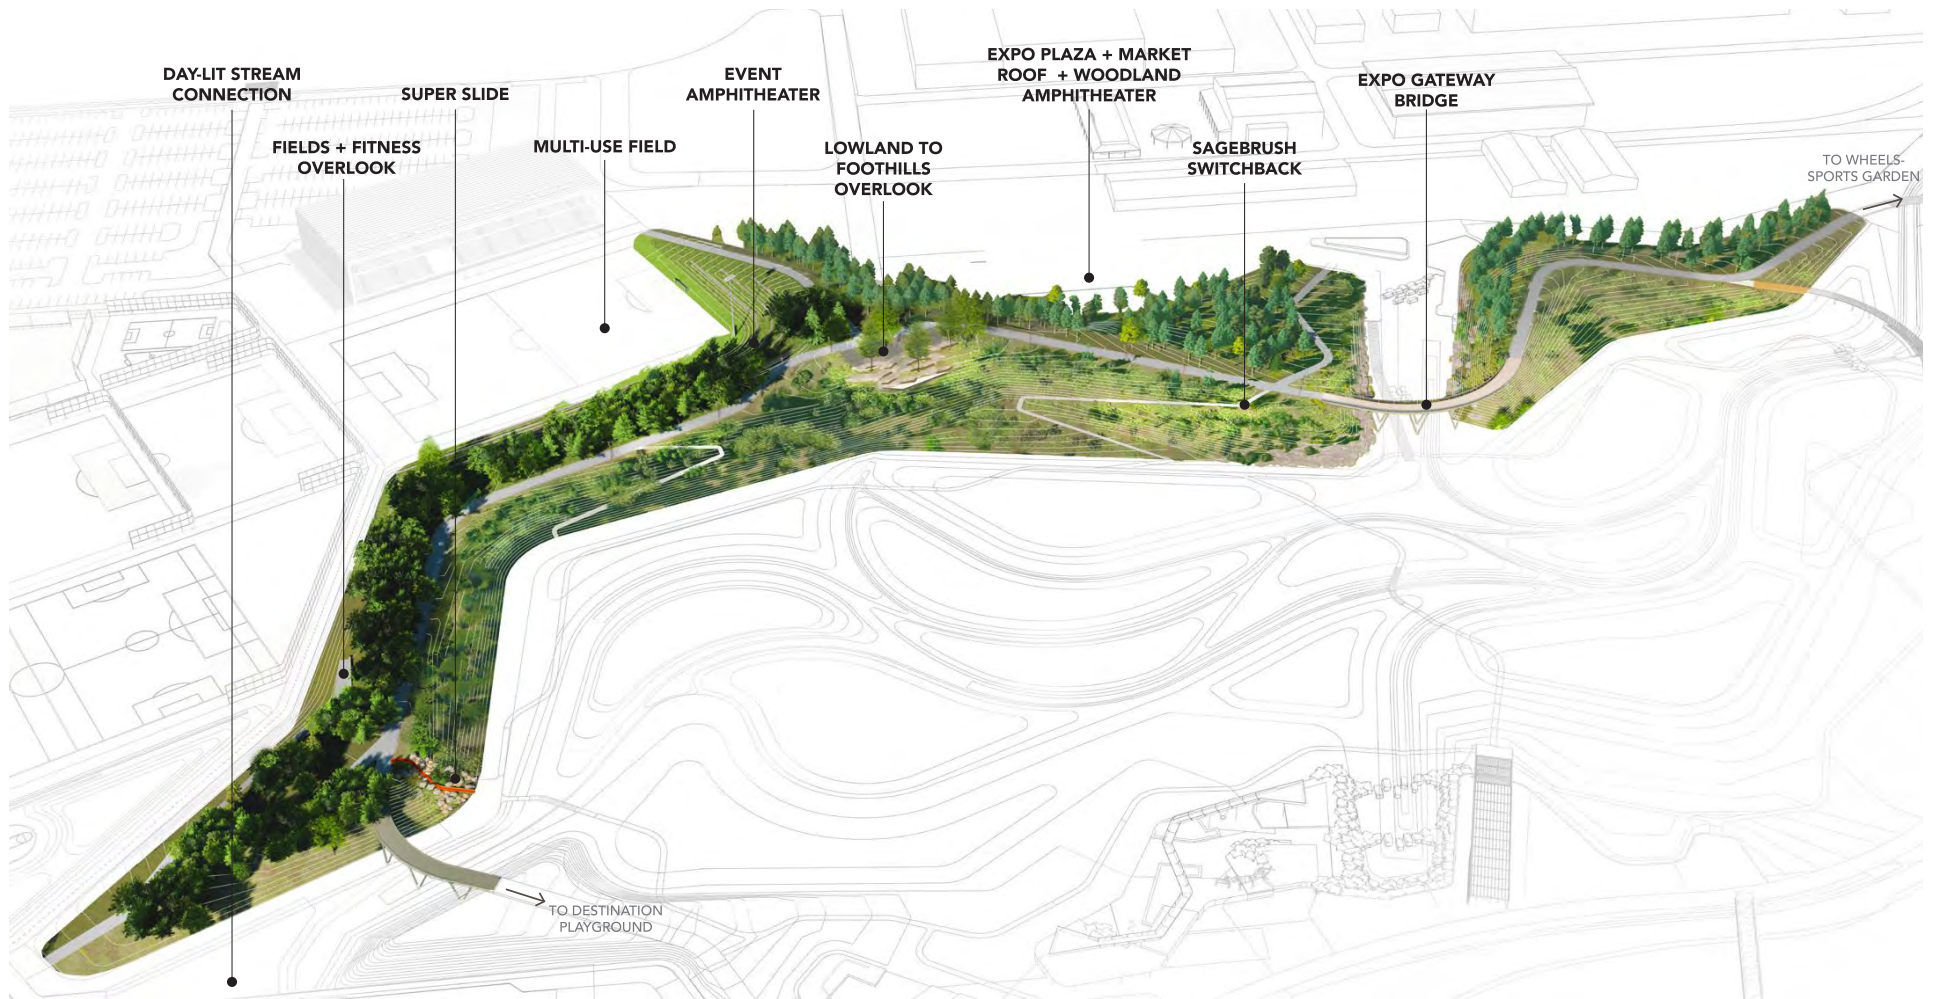 DAY-LIT STREAM
CONNECTION
FIELDS + FITNESS
OVERLOOK
SUPER SLIDE
MULTI-USE FIELD
EVENT
AMPHITHEATER
LOWLAND TO
FOOTHILLS
OVERLOOK
EXPO PLAZA + MARKET
ROOF + WOODLAND
AMPHITHEATER
SAGEBRUSH
SWITCHBACK
EXPO GATEWAY
BRIDGE
TO WHEELS-
SPORTS GARDEN
TO DESTINATION
PLAYGROUND